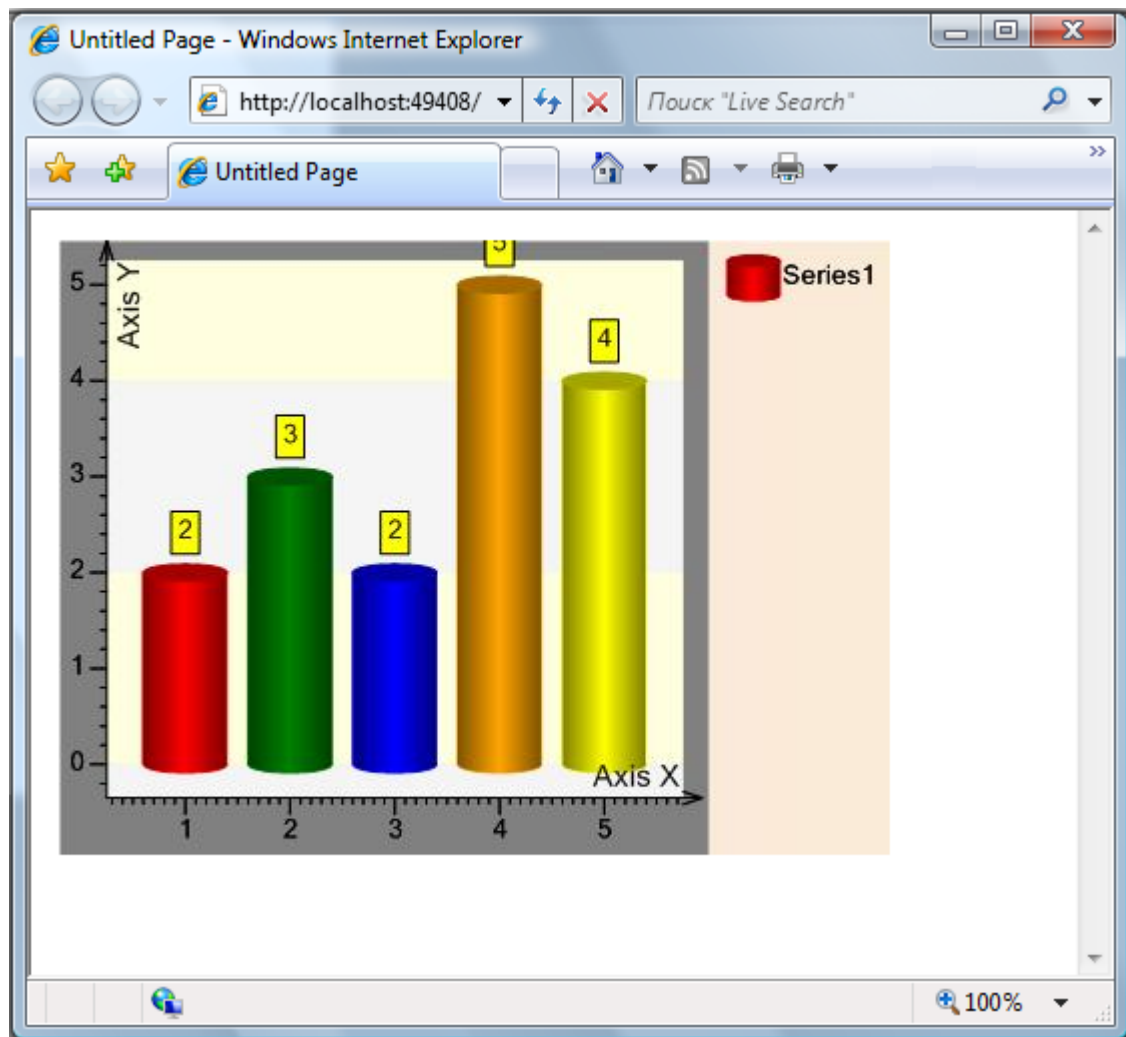 Untitled Page - Windows Internet Explorer
http://localhost:49408/
Поиск "Live Search"
Untitled Page
Axis Y
5
4
3
2
1
0
2
3
2
5
4
Axis X
1 2 3 4 5
Series1
100%